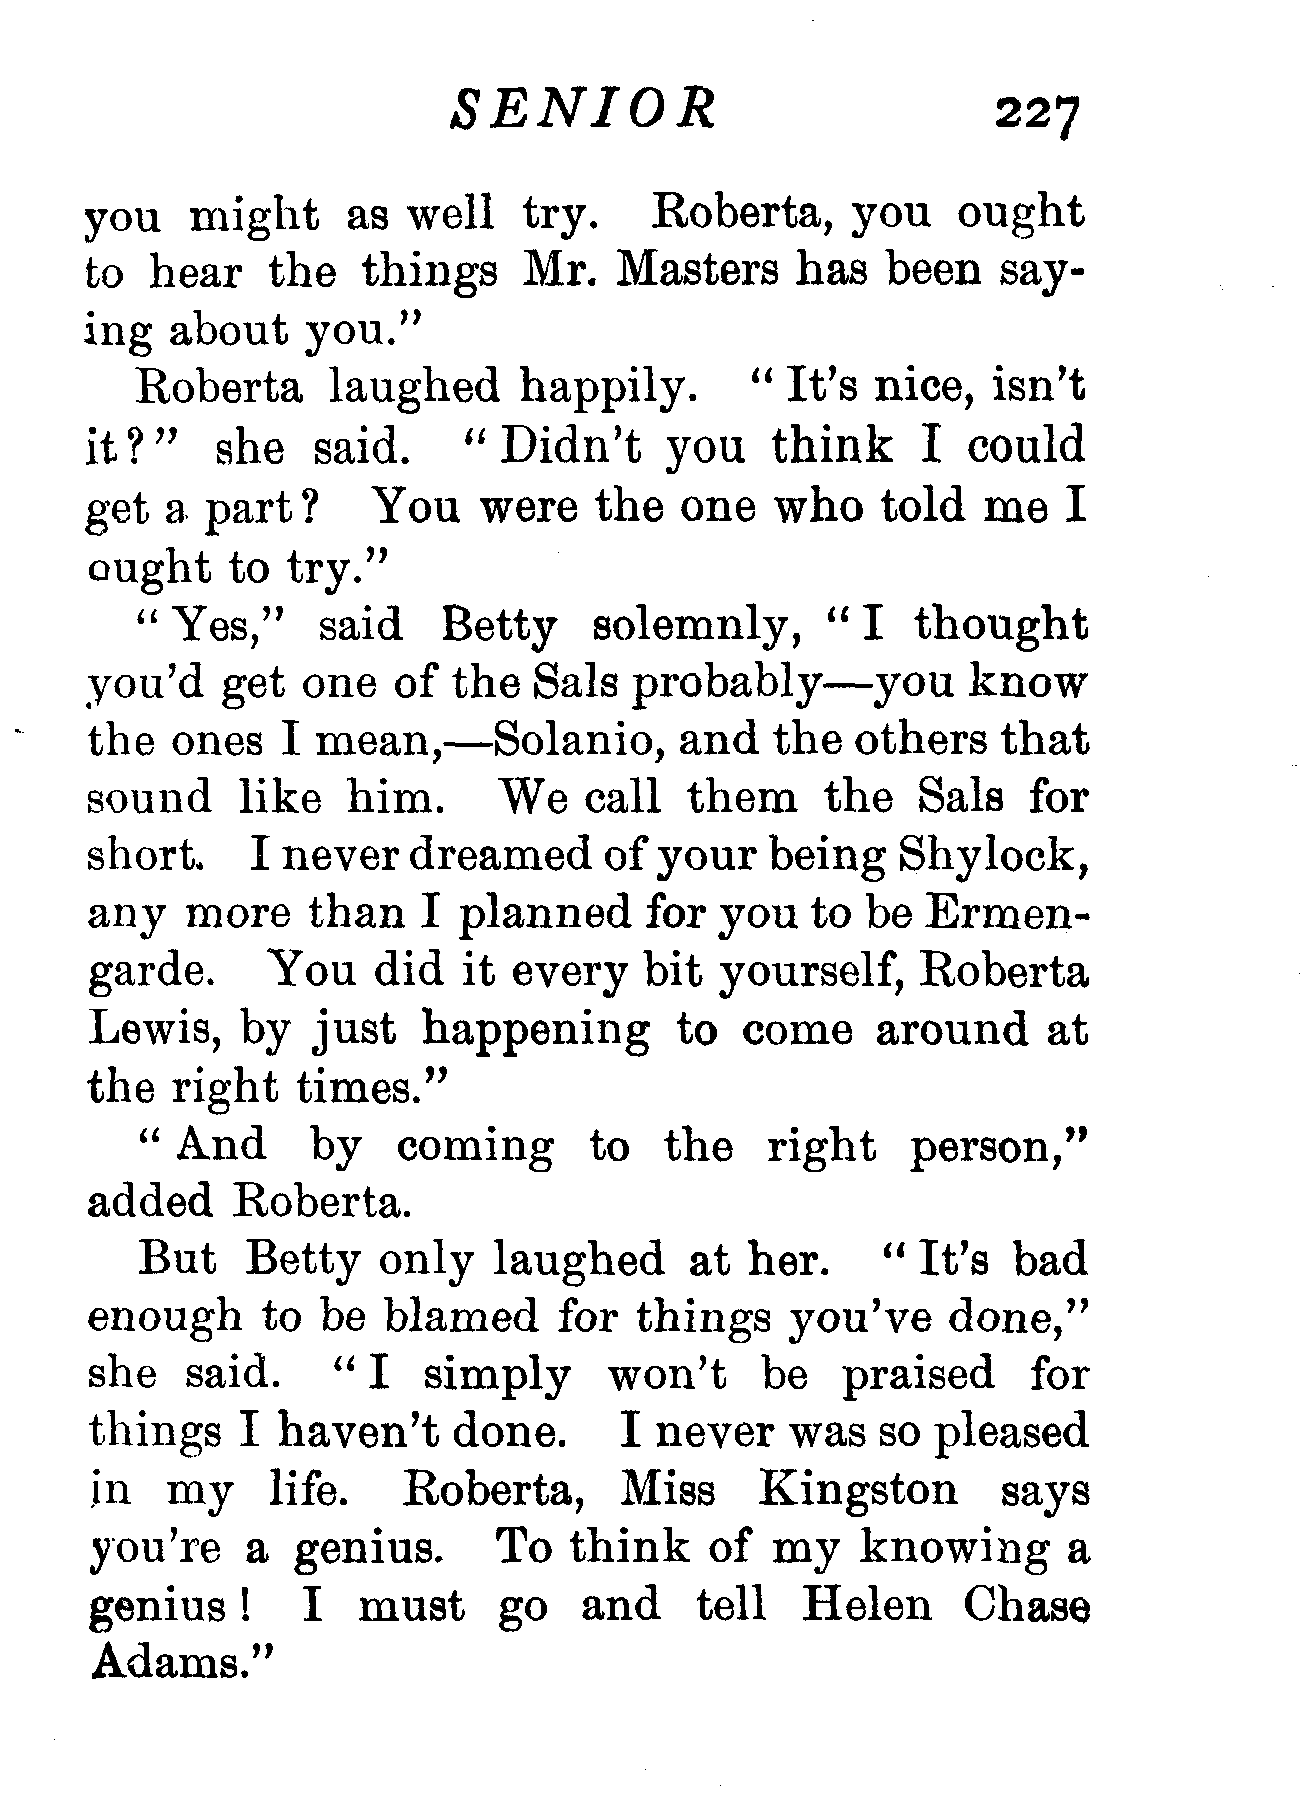 SENIOR 227
you might as well try. Roberta, you ought
to hear the things Mr. Masters has been say-
ing about you."
Roberta laughed happily. "It's nice, isn't
it?" she said. "Didn't you think I could
get a part? You were the one who told me I
ought to try."
"Yes," said Betty solemnly, "I thought
you'd get one of the Sals probably—you know
the ones I mean,—Solanio, and the others that
sound like him. We call them the Sals for
short. I never dreamed of your being Shylock,
any more than I planned for you to be Ermen-
garde. You did it every bit yourself, Roberta
Lewis, by just happening to come around at
the right times."
"And by coming to the right person,"
added Roberta.
But Betty only laughed at her. "It's bad
enough to be blamed for things you've done,"
she said. "I simply won't be praised for
things I haven't done. I never was so pleased
in my life. Roberta, Miss Kingston says
you're a genius. To think of my knowing a
genius! I must go and tell Helen Chase
Adams."